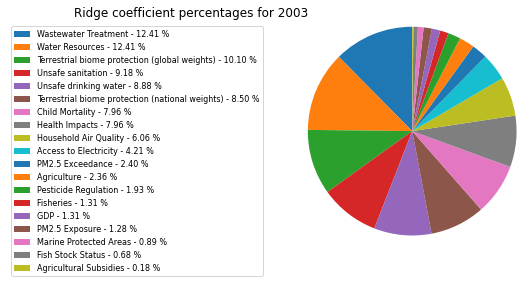 Ridge coefficient percentages for 2003
Wastewater Treatment - 12.41 %
Water Resources - 12.41 %
Terrestrial biome protection (global weights) - 10.10 %
Unsafe sanitation - 9.18 %
Unsafe drinking water - 8.88 %
Terrestrial biome protection (national weights) - 8.50 %
Child Mortality - 7.96 %
Health Impacts - 7.96 %
Household Air Quality - 6.06 %
Access to Electricity - 4.21 %
PM2.5 Exceedance - 2.40 %
Agriculture - 2.36 %
Pesticide Regulation - 1.93 %
Fisheries - 1.31 %
GDP - 1.31 %
PM2.5 Exposure - 1.28 %
Marine Protected Areas - 0.89 %
Fish Stock Status - 0.68 %
Agricultural Subsidies - 0.18 %